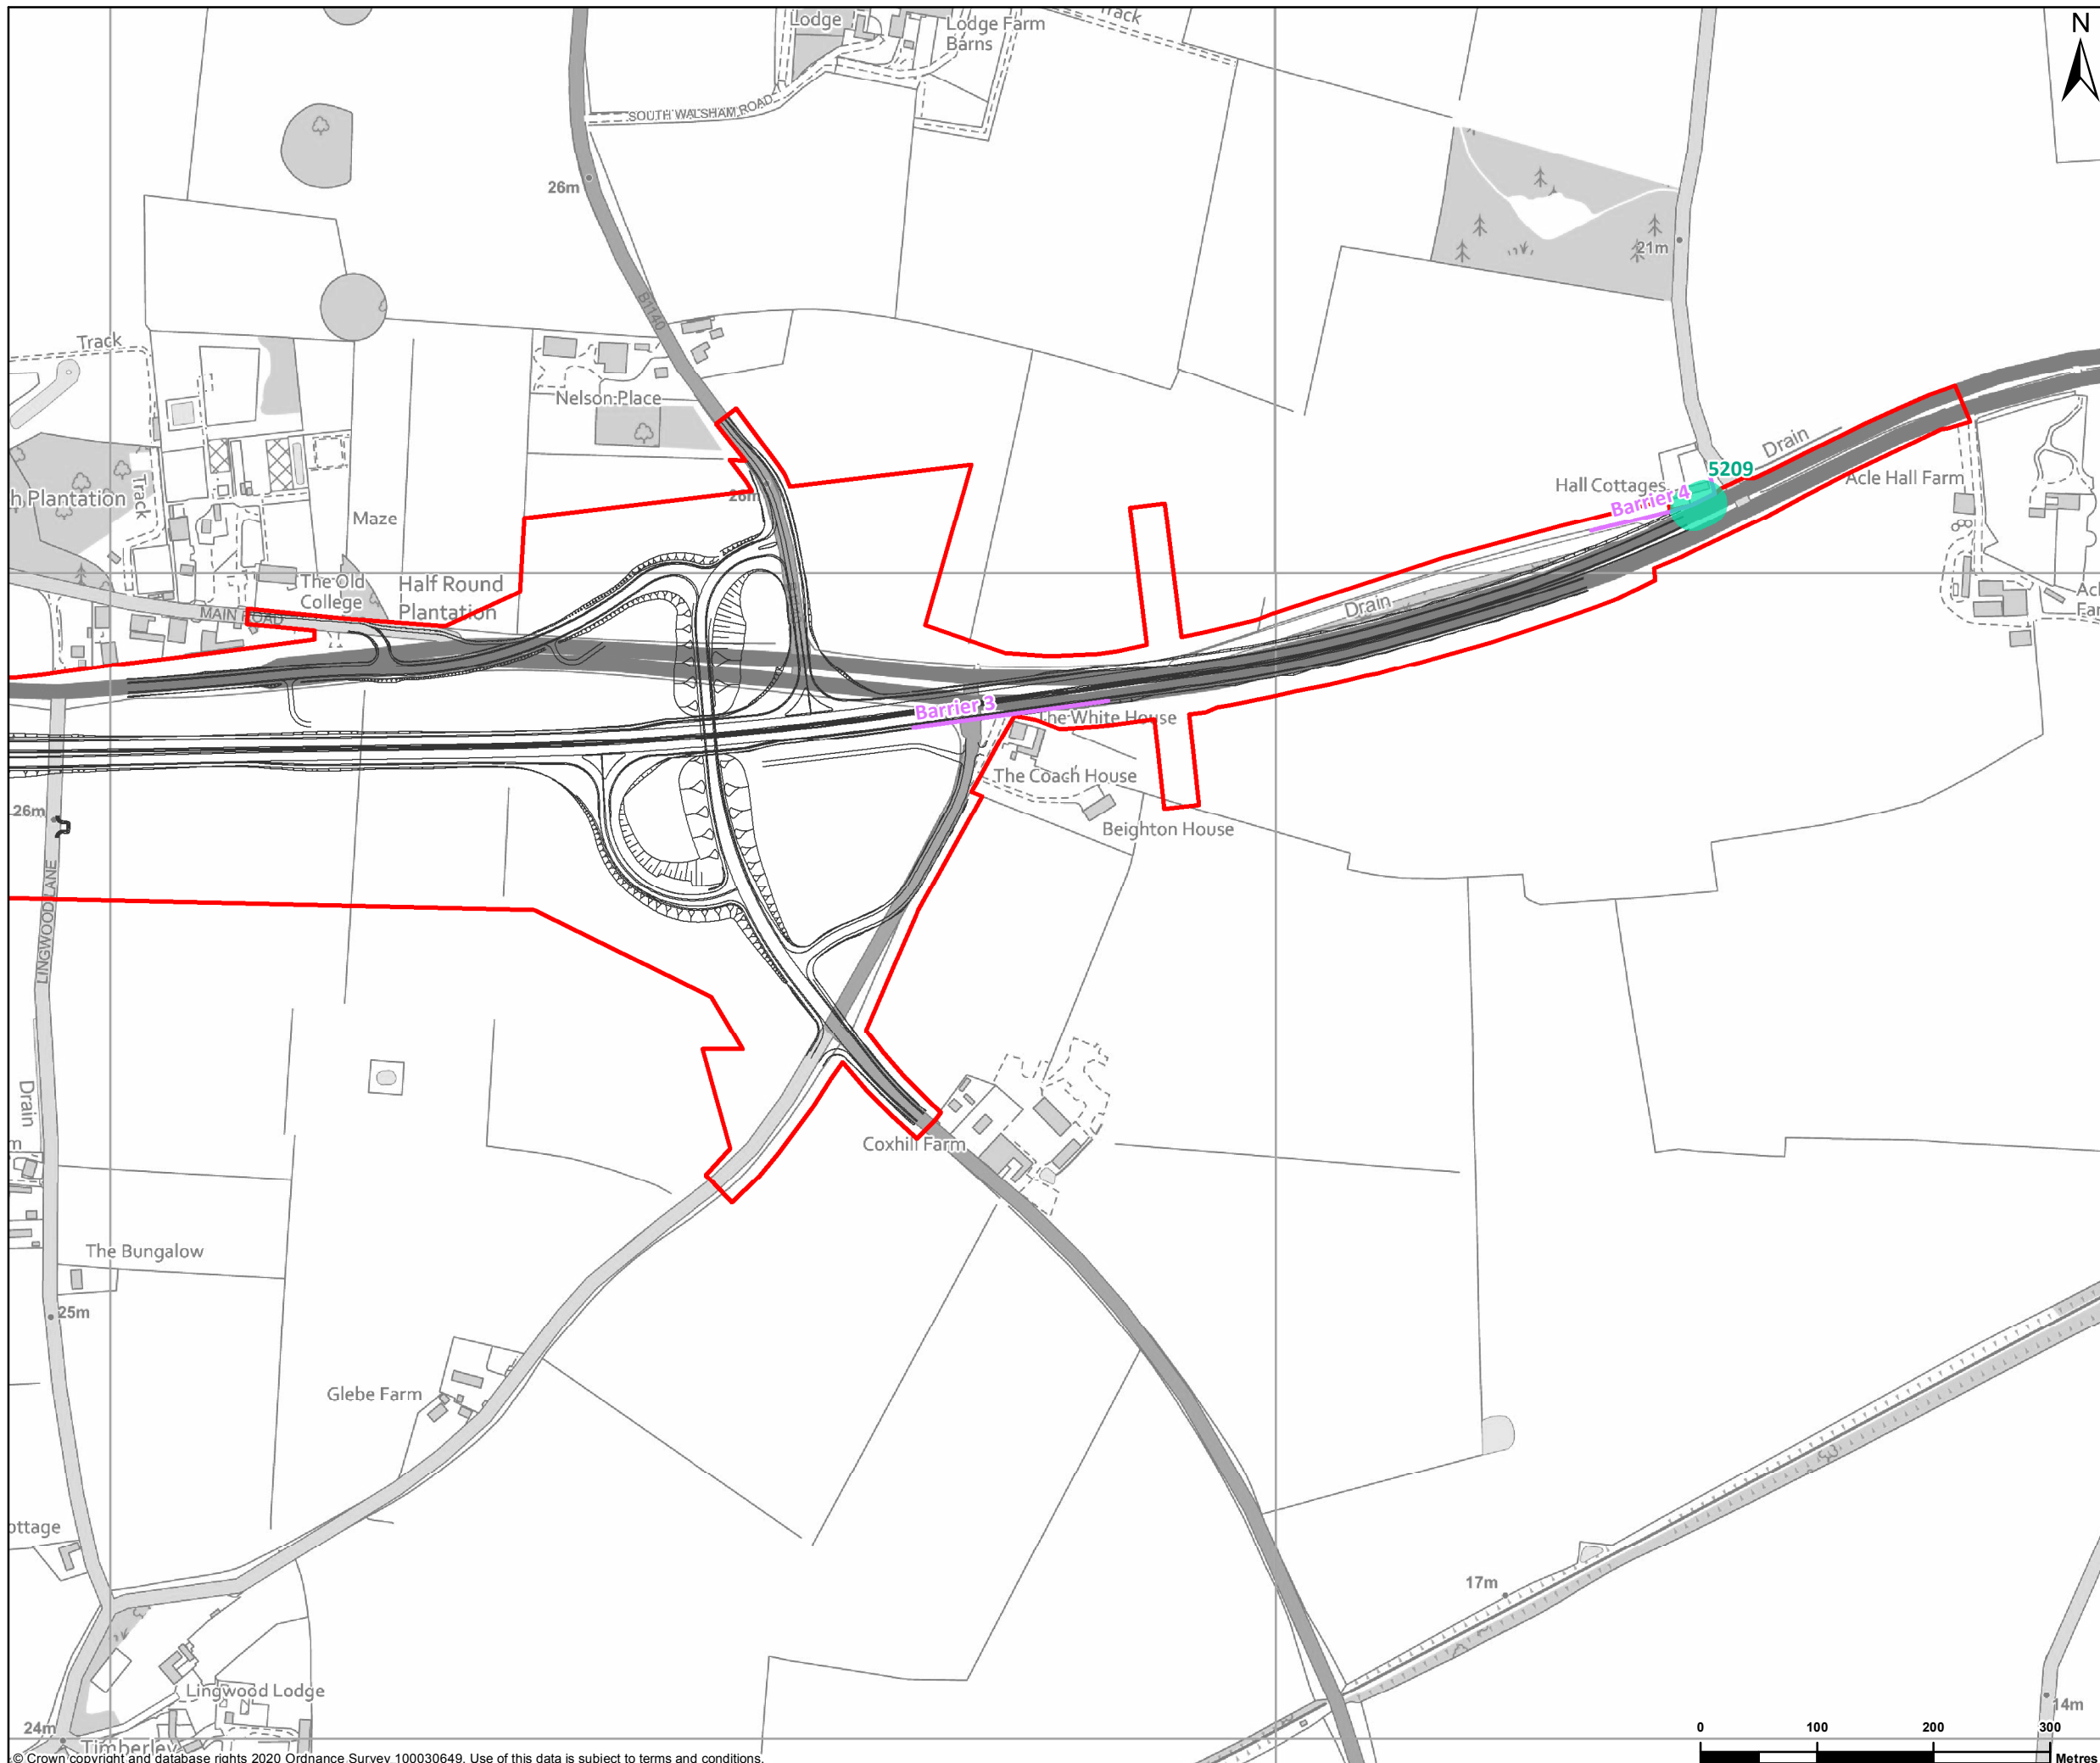 Lodge
Lodge Farm
Barns
Track
N
SOUTH WALSHAM ROAD
26m
21m
B1140
Track
Nelson Place
h Plantation
Track
Maze
26m
The Old
College
Half Round
Plantation
MAIN ROAD
Hall Cottages
5209
Drain
Barrier 4
Acle Hall Farm
Drain
Barrier 3
The White House
The Coach House
Beighton House
26m
LINGWOOD LANE
Drain
m
Coxhill Farm
The Bungalow
25m
Glebe Farm
ottage
17m
Lingwood Lodge
24m
Timberley
14m
0 100 200 300
Metres
© Crown copyright and database rights 2020 Ordnance Survey 100030649. Use of this data is subject to terms and conditions.